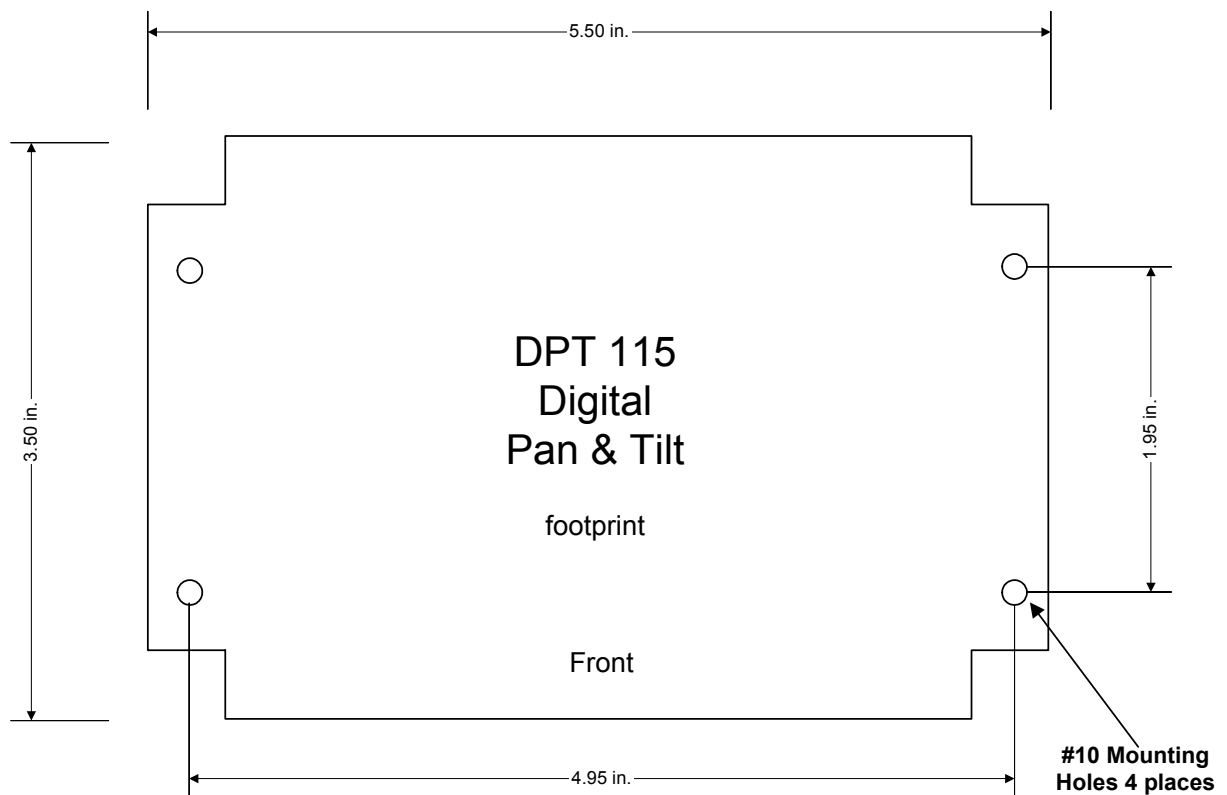 5.50 in.
3.50 in.
DPT 115
Digital
Pan & Tilt
1.95 in.
footprint
Front
4.95 in.
#10 Mounting
Holes 4 places